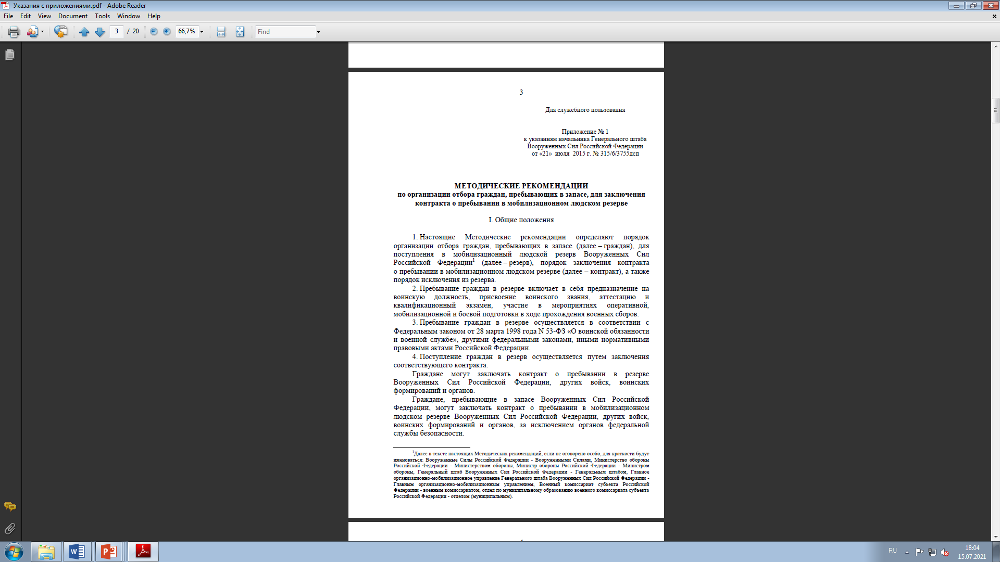 Указания с приложениями.pdf - Adobe Reader
File Edit View Document Tools Window Help
3 / 20 66,7% Find
3
Для служебного пользования
Приложение № 1
к указаниям начальника Генерального штаба
Вооруженных Сил Российской Федерации
от «21» июля 2015 г. № 315/6/3755дсп
МЕТОДИЧЕСКИЕ РЕКОМЕНДАЦИИ
по организации отбора граждан, пребывающих в запасе, для заключения
контракта о пребывании в мобилизационном людском резерве
I. Общие положения
1. Настоящие Методические рекомендации определяют порядок
организации отбора граждан, пребывающих в запасе (далее – граждан), для
поступления в мобилизационный людской резерв Вооруженных Сил
Российской Федерации1 (далее – резерв), порядок заключения контракта
о пребывании в мобилизационном людском резерве (далее – контракт), а также
порядок исключения из резерва.
2. Пребывание граждан в резерве включает в себя предназначение на
воинскую должность, присвоение воинского звания, аттестацию и
квалификационный экзамен, участие в мероприятиях оперативной,
мобилизационной и боевой подготовки в ходе прохождения военных сборов.
3. Пребывание граждан в резерве осуществляется в соответствии с
Федеральным законом от 28 марта 1998 года N 53-ФЗ «О воинской обязанности
и военной службе», другими федеральными законами, иными нормативными
правовыми актами Российской Федерации.
4. Поступление граждан в резерв осуществляется путем заключения
соответствующего контракта.
Граждане могут заключать контракт о пребывании в резерве
Вооруженных Сил Российской Федерации, других войск, воинских
формирований и органов.
Граждане, пребывающие в запасе Вооруженных Сил Российской
Федерации, могут заключать контракт о пребывании в мобилизационном
людском резерве Вооруженных Сил Российской Федерации, других войск,
воинских формирований и органов, за исключением органов федеральной
службы безопасности.
1Далее в тексте настоящих Методических рекомендаций, если не оговорено особо, для краткости будут
именоваться: Вооруженные Силы Российской Федерации - Вооруженными Силами, Министерство обороны
Российской Федерации - Министерством обороны, Министр обороны Российской Федерации - Министром
обороны, Генеральный штаб Вооруженных Сил Российской Федерации - Генеральным штабом, Главное
организационно-мобилизационное управление Генерального штаба Вооруженных Сил Российской Федерации -
Главным организационно-мобилизационным управлением, Военный комиссариат субъекта Российской
Федерации - военным комиссариатом, отдел по муниципальному образованию военного комиссариата субъекта
Российской Федерации - отделом (муниципальным).
RU
18:04
15.07.2021